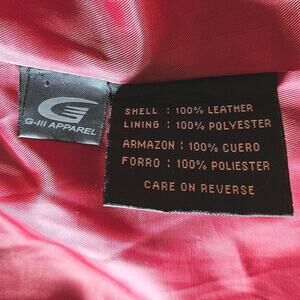 G-III APPAREL
SHELL : 100% LEATHER
LINING : 100% POLYESTER
ARMAZON : 100% CUERO
FORRO : 100% POLIESTER
CARE ON REVERSE